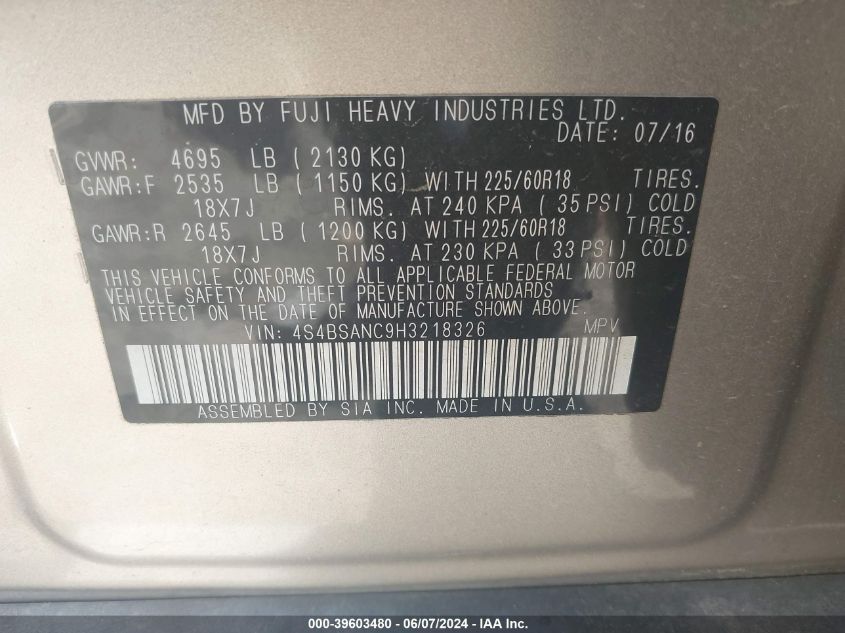 MFD BY FUJI HEAVY INDUSTRIES LTD.
DATE: 07/16
GVWR: 4695 LB ( 2130 KG)
GAWR:F 2535 LB ( 1150 KG) WITH 225/60R18 TIRES.
18X7J RIMS. AT 240 KPA ( 35 PSI) COLD
GAWR:R 2645 LB ( 1200 KG) WITH 225/60R18 TIRES.
18X7J RIMS. AT 230 KPA ( 33 PSI) COLD
THIS VEHICLE CONFORMS TO ALL APPLICABLE FEDERAL MOTOR
VEHICLE SAFETY AND THEFT PREVENTION STANDARDS
IN EFFECT ON THE DATE OF MANUFACTURE SHOWN ABOVE.
VIN: 4S4BSANC9H3218326 MPV
ASSEMBLED BY SIA INC. MADE IN U.S.A.
000-39603480 - 06/07/2024 - IAA Inc.